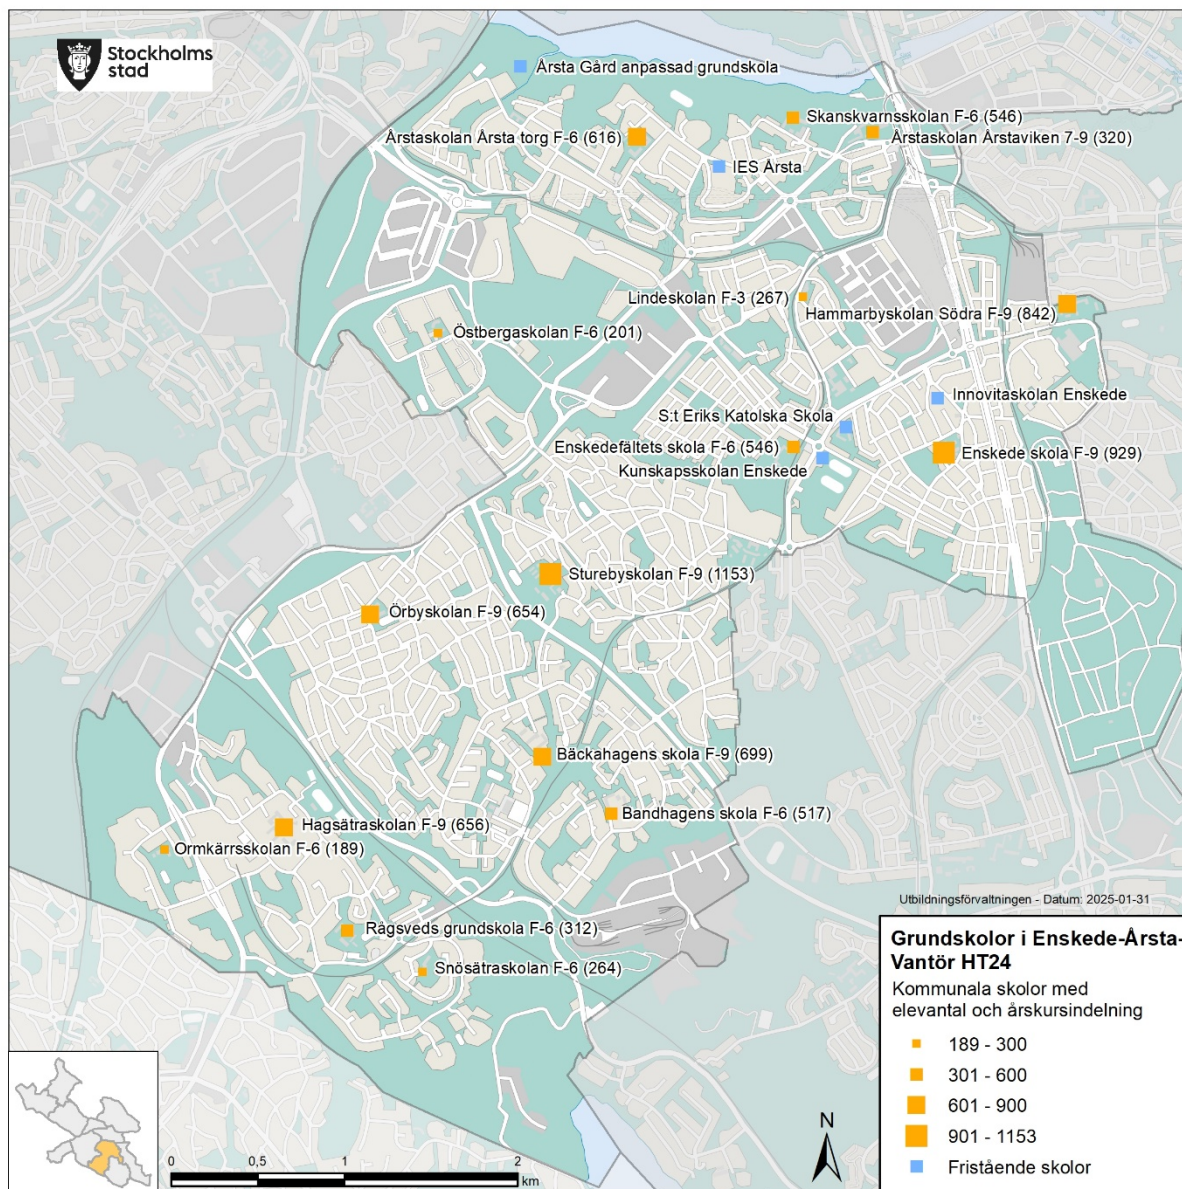 Stockholms
stad
Årsta Gård anpassad grundskola
Skanskvarnsskolan F-6 (546)
Årstaskolan Årsta torg F-6 (616)
Årstaskolan Årstaviken 7-9 (320)
IES Årsta
Lindeskolan F-3 (267)
Hammarbyskolan Södra F-9 (842)
Östbergaskolan F-6 (201)
Innovitaskolan Enskede
S:t Eriks Katolska Skola
Enskedefältets skola F-6 (546)
Enskede skola F-9 (929)
Kunskapsskolan Enskede
Sturebyskolan F-9 (1153)
Örbyskolan F-9 (654)
Bäckahagens skola F-9 (699)
Bandhagens skola F-6 (517)
Hagsätraskolan F-9 (656)
Ormkärrsskolan F-6 (189)
Rågsveds grundskola F-6 (312)
Snösätraskolan F-6 (264)
Utbildningsförvaltningen - Datum: 2025-01-31
Grundskolor i Enskede-Årsta-
Vantör HT24
Kommunala skolor med
elevantal och årskursindelning
189 - 300
301 - 600
601 - 900
901 - 1153
Fristående skolor
N
0 0,5 1 2
km